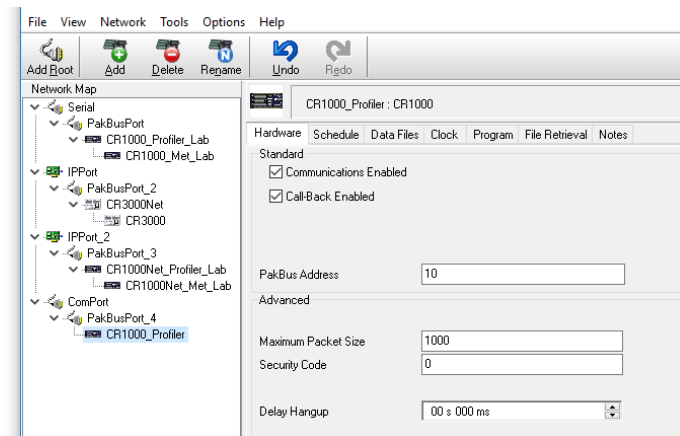 File View Network Tools Options Help
Add Root Add Delete Rename Undo Redo
Network Map
Serial
PakBusPort
CR1000_Profiler_Lab
CR1000_Met_Lab
IPPort
PakBusPort_2
CR3000Net
CR3000
IPPort_2
PakBusPort_3
CR1000Net_Profiler_Lab
CR1000Net_Met_Lab
ComPort
PakBusPort_4
CR1000_Profiler
CR1000_Profiler : CR1000
Hardware Schedule Data Files Clock Program File Retrieval Notes
Standard
Communications Enabled
Call-Back Enabled
PakBus Address 10
Advanced
Maximum Packet Size 1000
Security Code 0
Delay Hangup 00 s 000 ms